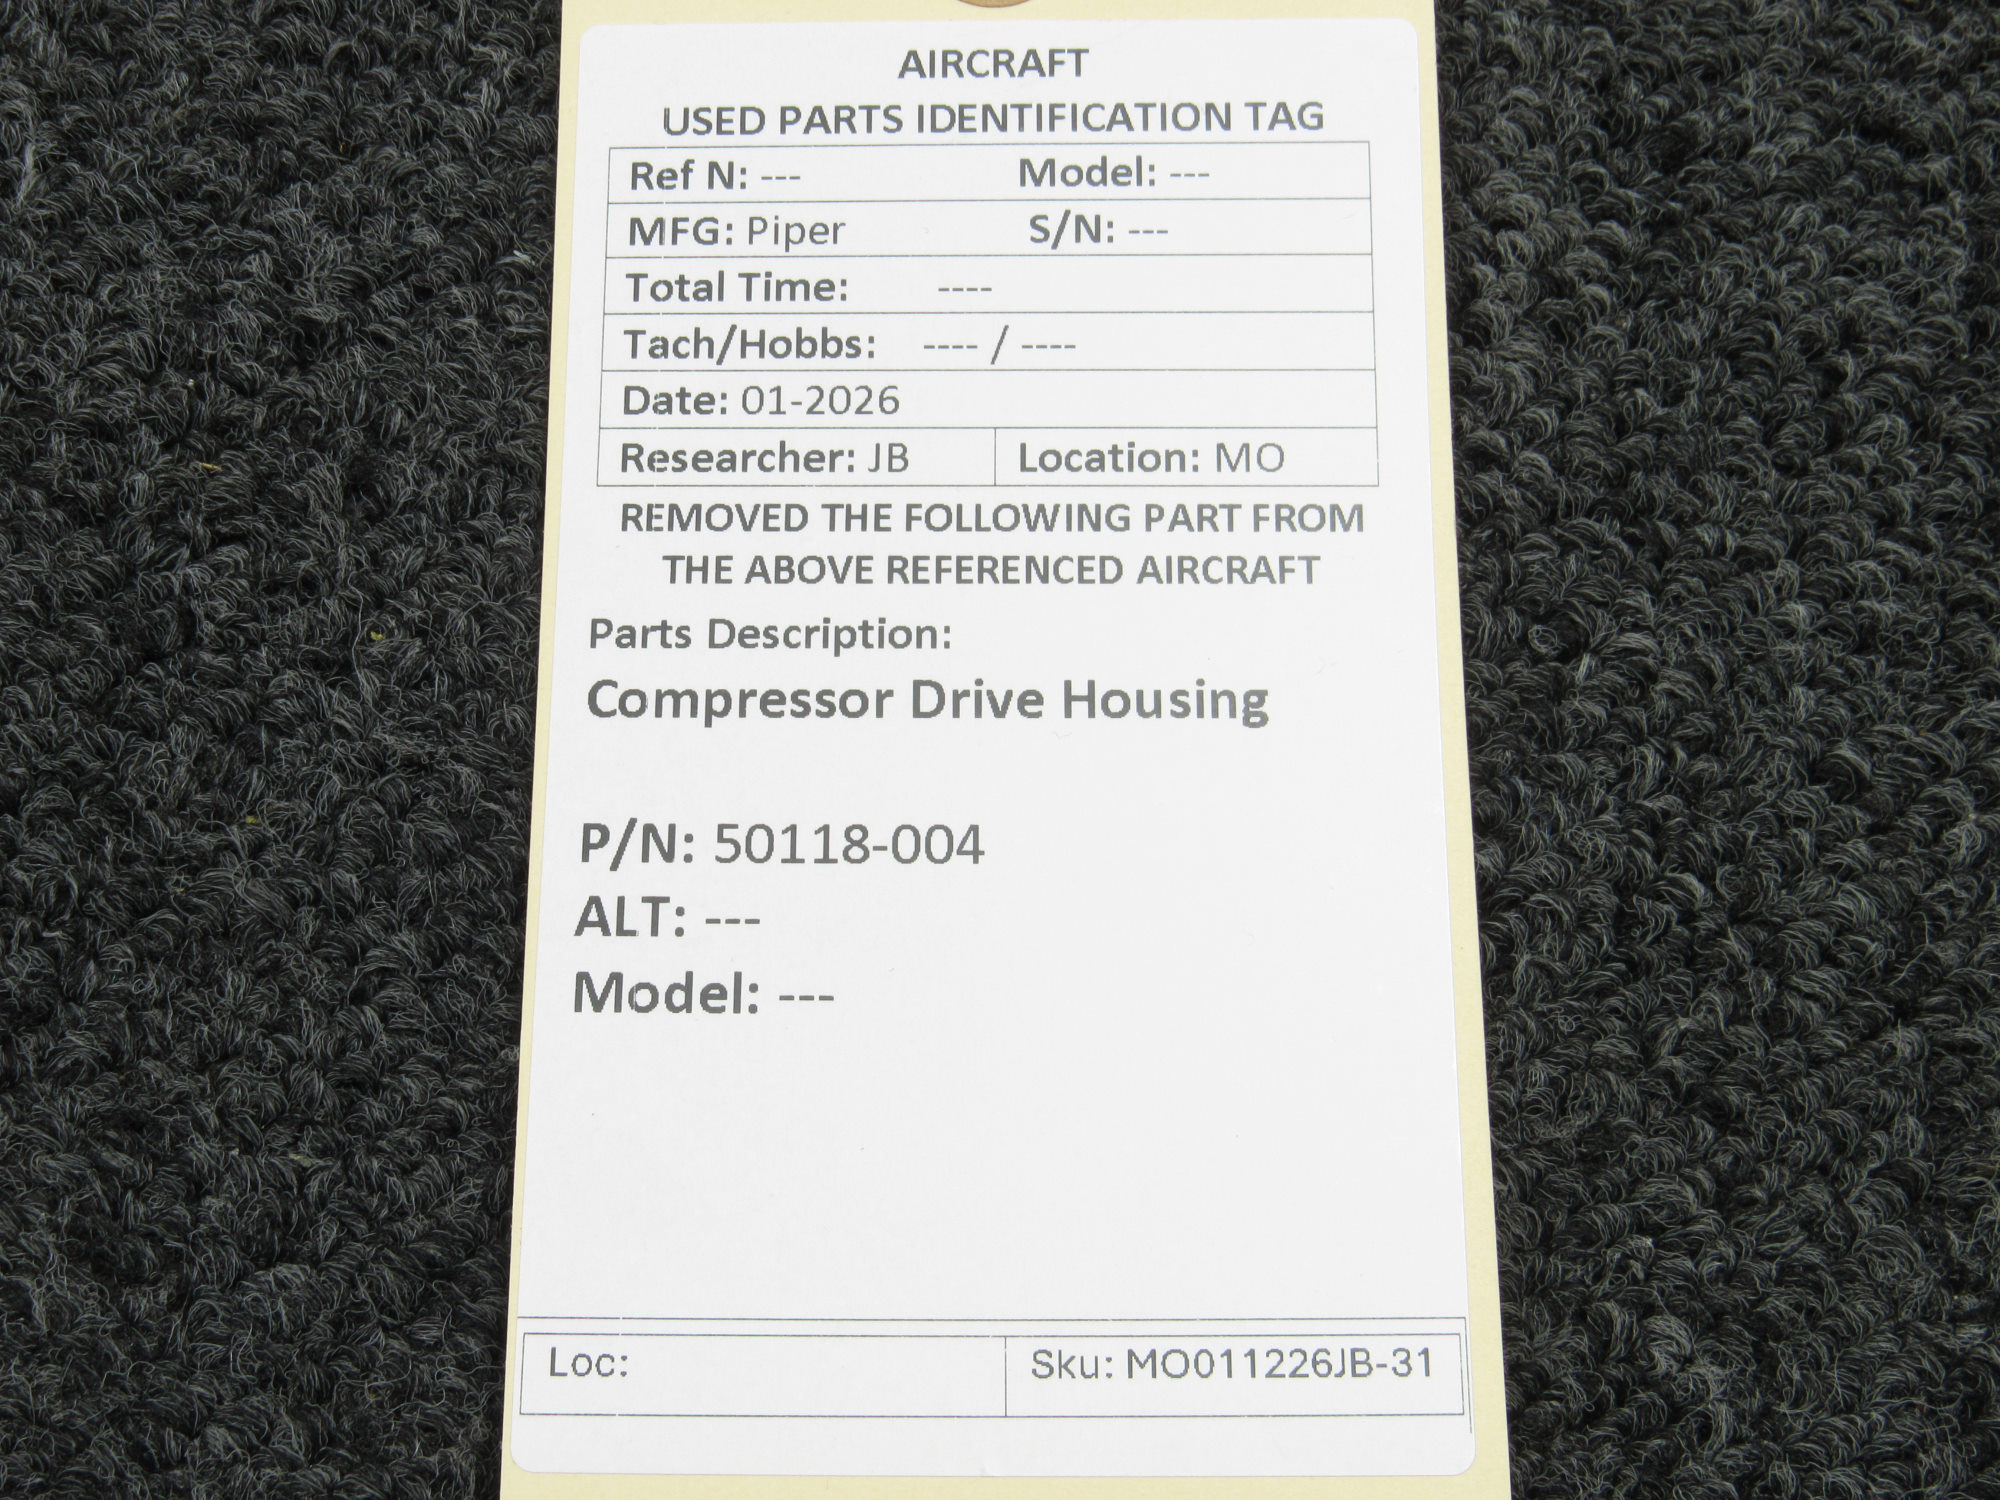 AIRCRAFT
USED PARTS IDENTIFICATION TAG
Ref N: --- Model: ---
MFG: Piper S/N: ---
Total Time: ----
Tach/Hobbs: ---- / ----
Date: 01-2026
Researcher: JB Location: MO
REMOVED THE FOLLOWING PART FROM
THE ABOVE REFERENCED AIRCRAFT
Parts Description:
Compressor Drive Housing
P/N: 50118-004
ALT: ---
Model: ---
Loc: Sku: MO011226JB-31